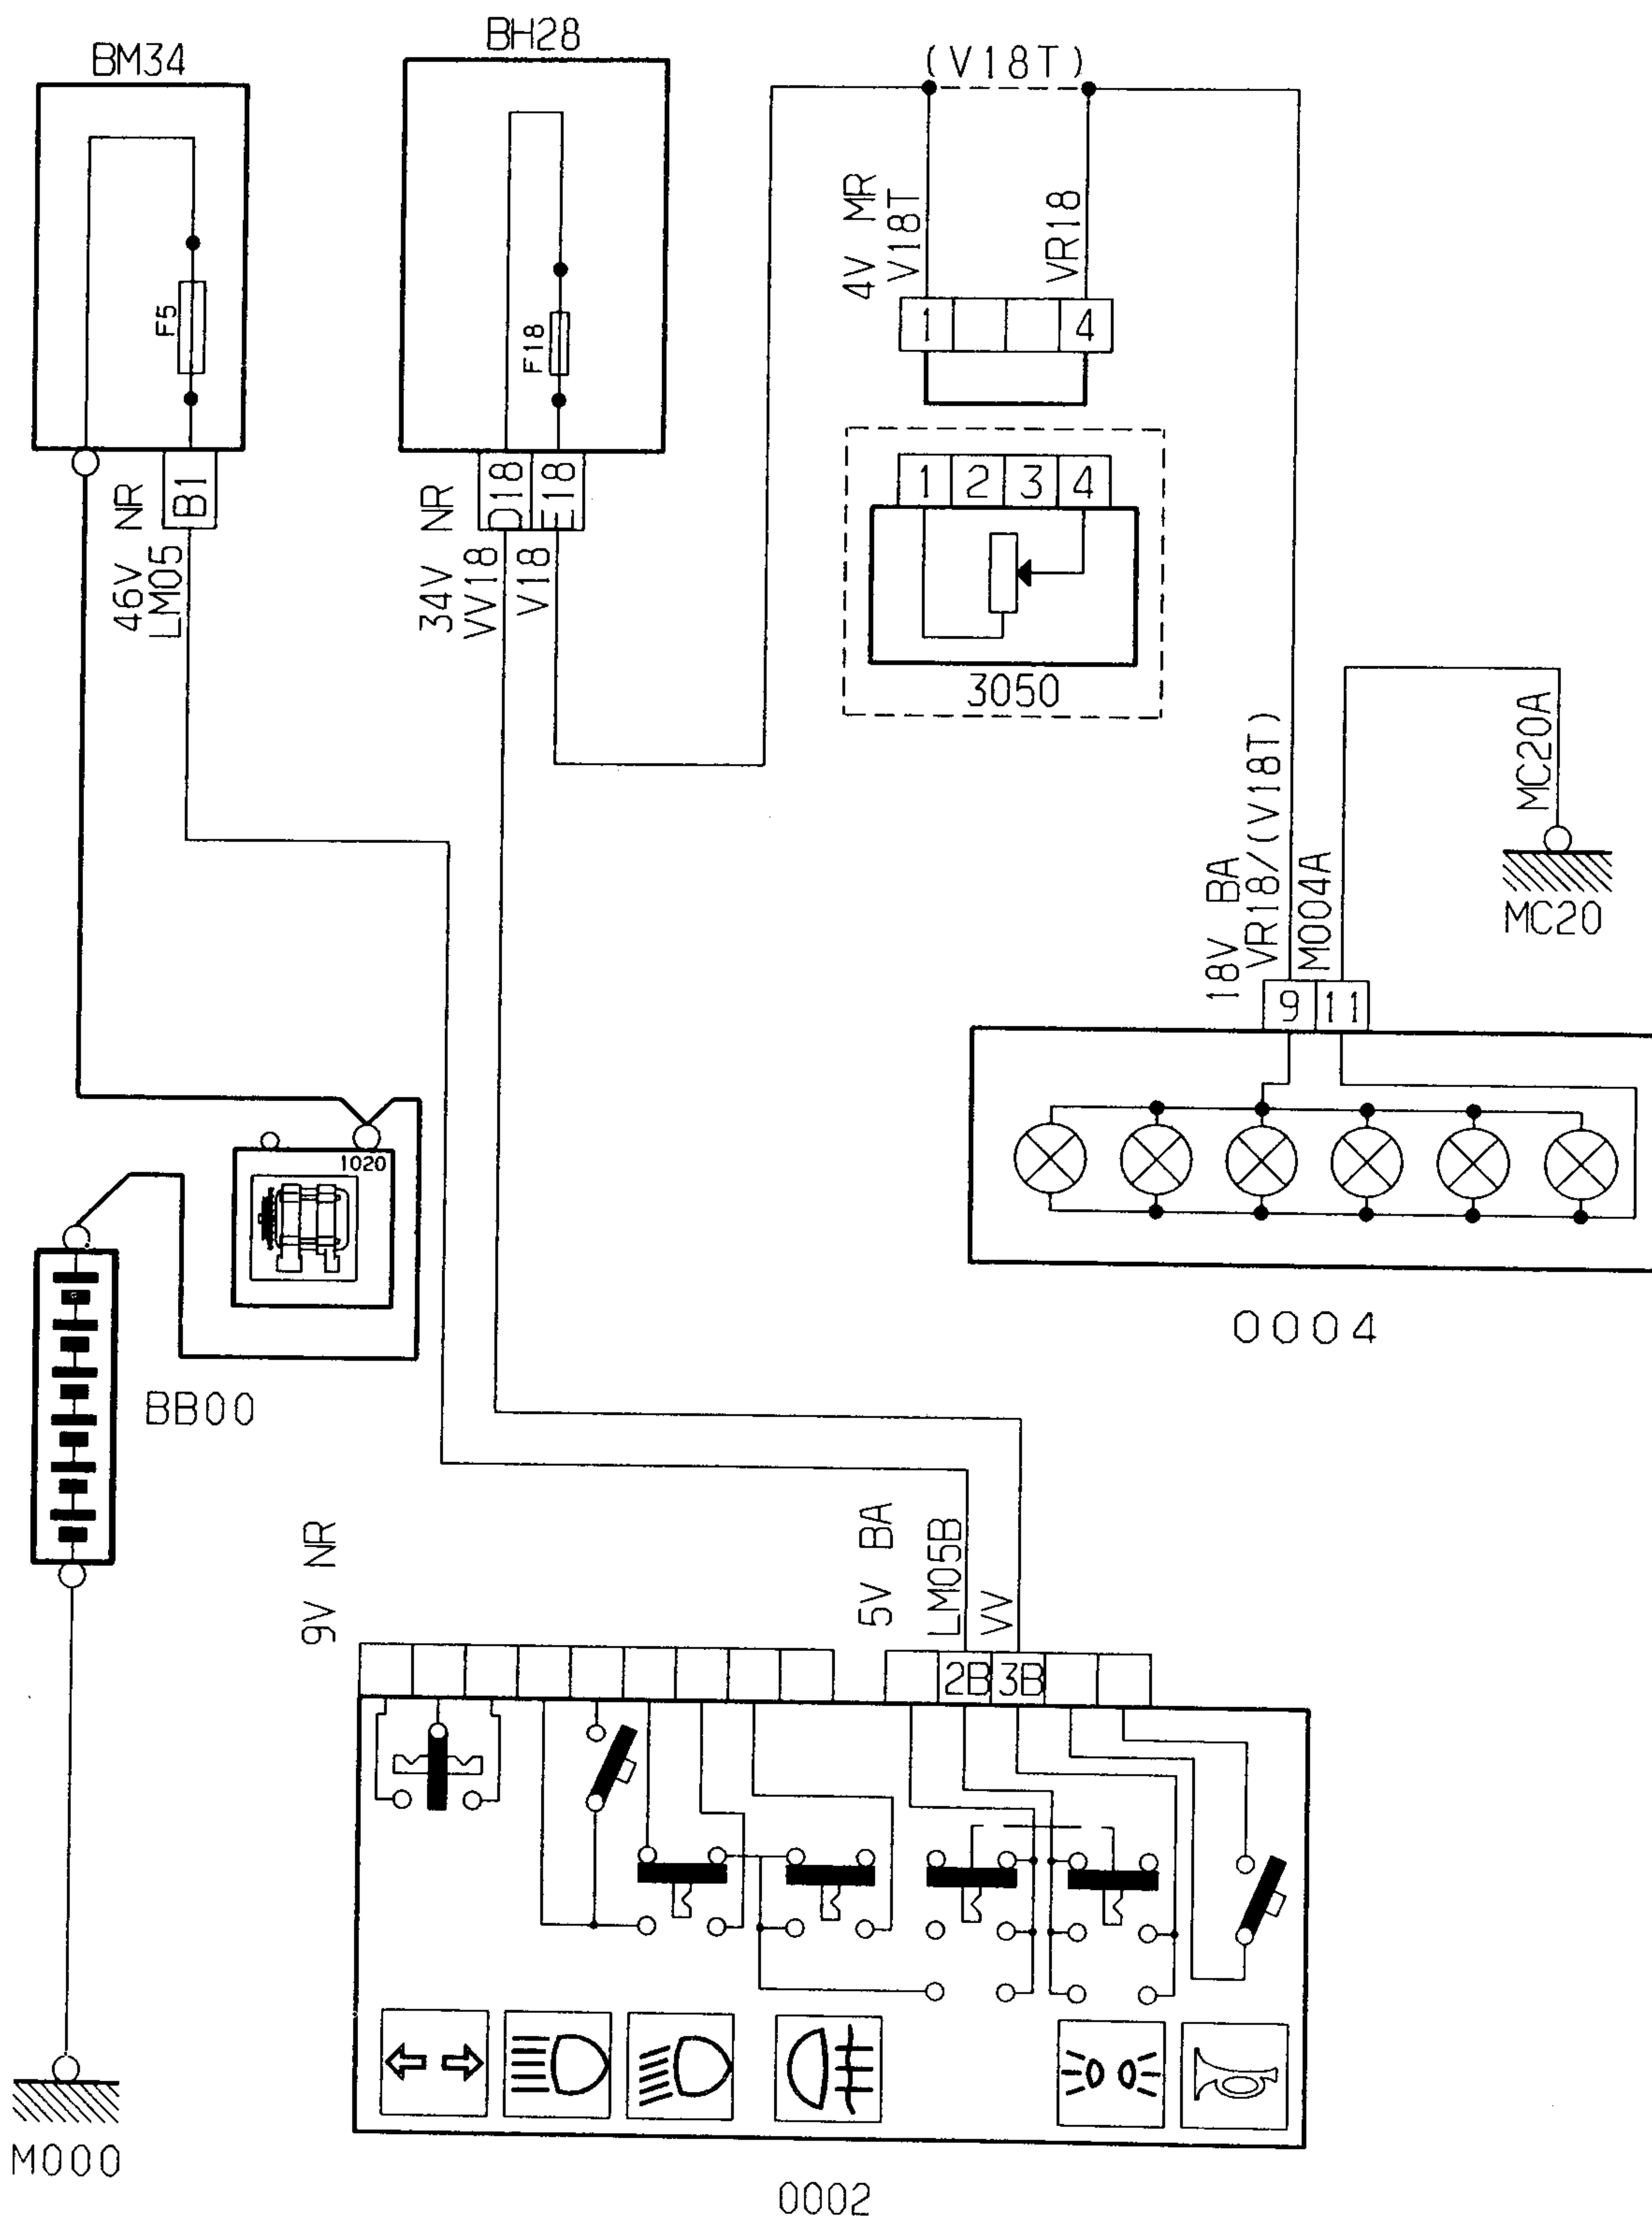 BM34
BH28
(V18T)
F5
F18
4V MR
V18T
VR18
1
4
46V NR
LM05
B1
34V NR
VV18
V18
D18
E18
1
2
3
4
3050
18V BA
VR18/(V18T)
M004A
MC20A
MC20
9
11
1020
0004
BB00
9V NR
5V BA
LM05B
VV
2B
3B
M000
0002